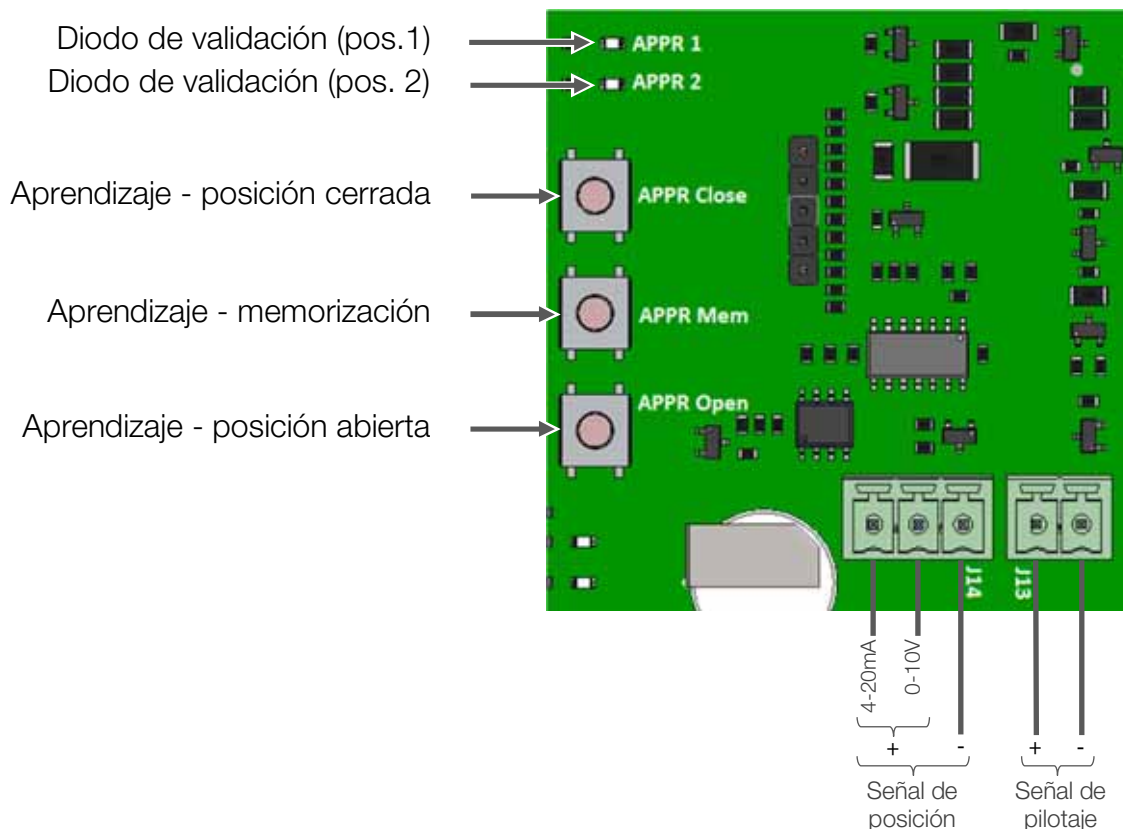 Diodo de validación (pos.1)
APPR 1
Diodo de validación (pos. 2)
APPR 2
Aprendizaje - posición cerrada
APPR Close
Aprendizaje - memorización
APPR Mem
Aprendizaje - posición abierta
APPR Open
J14
J13
4-20mA
0-10V
+
-
+
-
Señal de
posición
Señal de
pilotaje